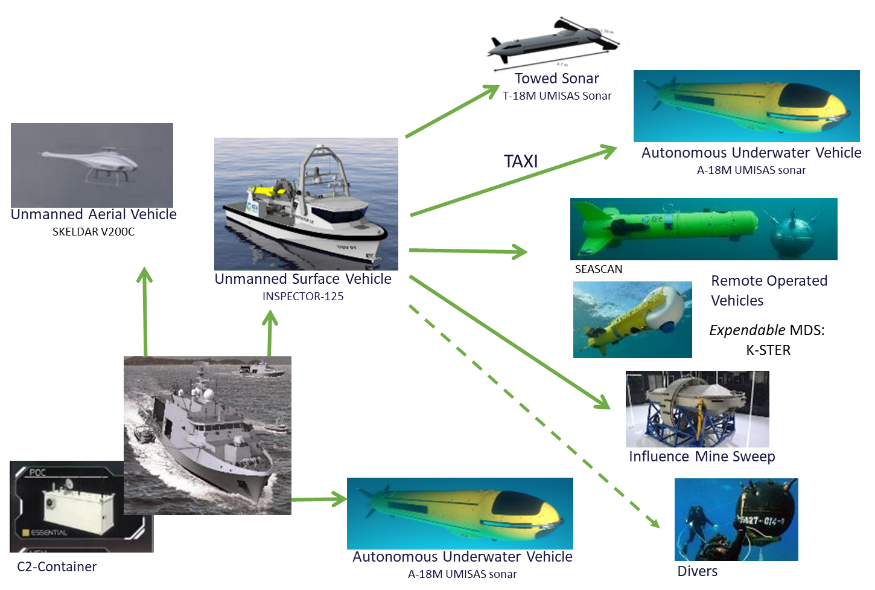 Towed Sonar
T-18M UMISAS Sonar
TAXI
Autonomous Underwater Vehicle
A-18M UMISAS sonar
Unmanned Aerial Vehicle
SKELDAR V200C
Unmanned Surface Vehicle
INSPECTOR-125
SEASCAN
Remote Operated
Vehicles
Expendable MDS:
K-STER
Influence Mine Sweep
POC
ESSENTIAL
C2-Container
Autonomous Underwater Vehicle
A-18M UMISAS sonar
Divers